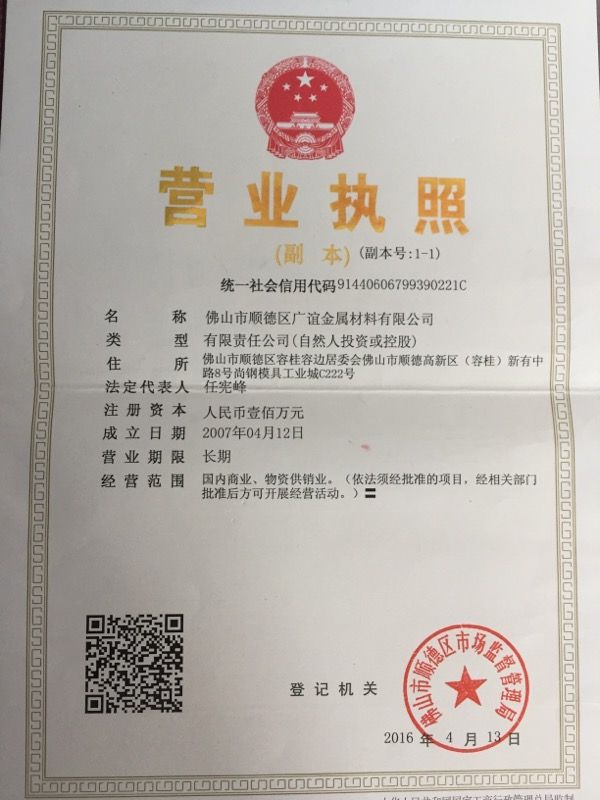 营业执照
(副 本) (副本号:1-1)
统一社会信用代码91440606799390221C
名 称 佛山市顺德区广谊金属材料有限公司
类 型 有限责任公司(自然人投资或控股)
住 所 佛山市顺德区容桂容边居委会佛山市顺德高新区（容桂）新有中
路8号尚钢模具工业城C222号
法定代表人 任宪峰
注册资本 人民币壹佰万元
成立日期 2007年04月12日
营业期限 长期
经营范围 国内商业、物资供销业。（依法须经批准的项目，经相关部门
批准后方可开展经营活动。）〓
佛山市顺德区市场监督管理局
登记机关
2016 年 4 月 13 日